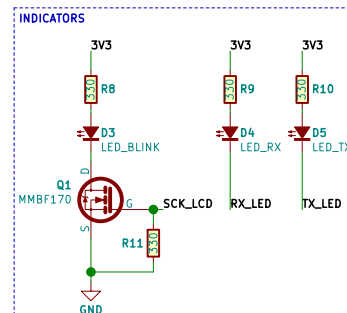 INDICATORS
3V3 3V3 3V3
330 R8 330 R9 330 R10
D3 D4 D5
LED_BLINK LED_RX
Q1 D
MMBF170 G SCK_LCD RX_LED TX_LED
S R11 330
GND